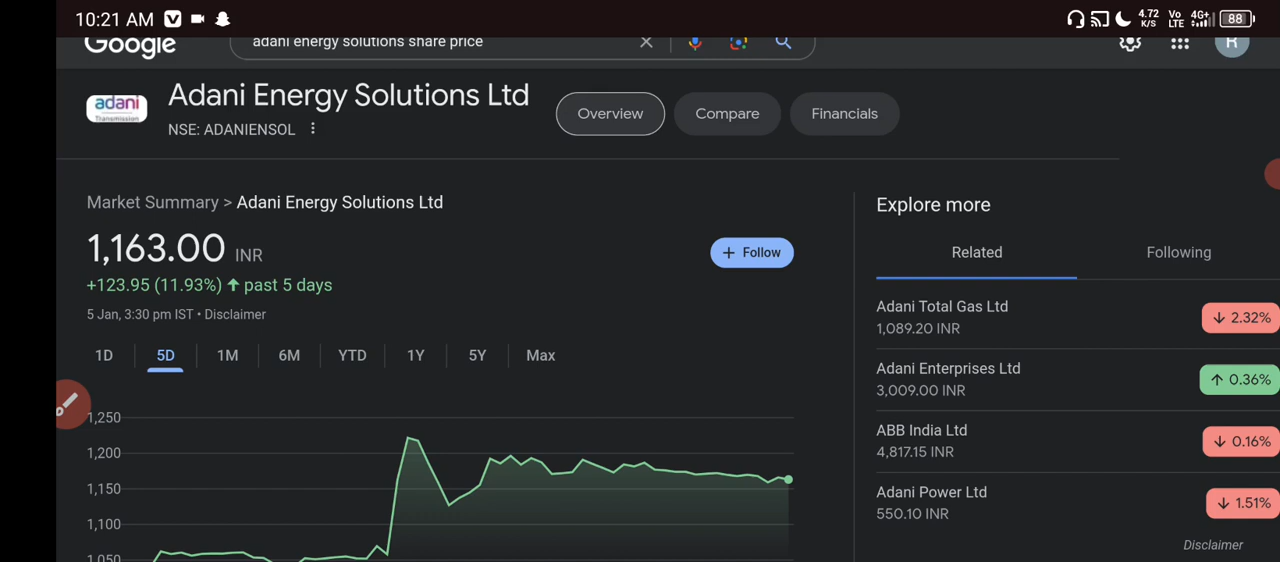 10:21 AM
4.72 K/S Vo LTE 4G+ 88
Google
adani energy solutions share price
R
adani
Transmission
Adani Energy Solutions Ltd
NSE: ADANIENSOL
Overview
Compare
Financials
Market Summary > Adani Energy Solutions Ltd
1,163.00 INR
+123.95 (11.93%) ↑ past 5 days
5 Jan, 3:30 pm IST • Disclaimer
+ Follow
1D 5D 1M 6M YTD 1Y 5Y Max
1,250
1,200
1,150
1,100
1,050
Explore more
Related
Following
Adani Total Gas Ltd
1,089.20 INR
↓ 2.32%
Adani Enterprises Ltd
3,009.00 INR
↑ 0.36%
ABB India Ltd
4,817.15 INR
↓ 0.16%
Adani Power Ltd
550.10 INR
↓ 1.51%
Disclaimer